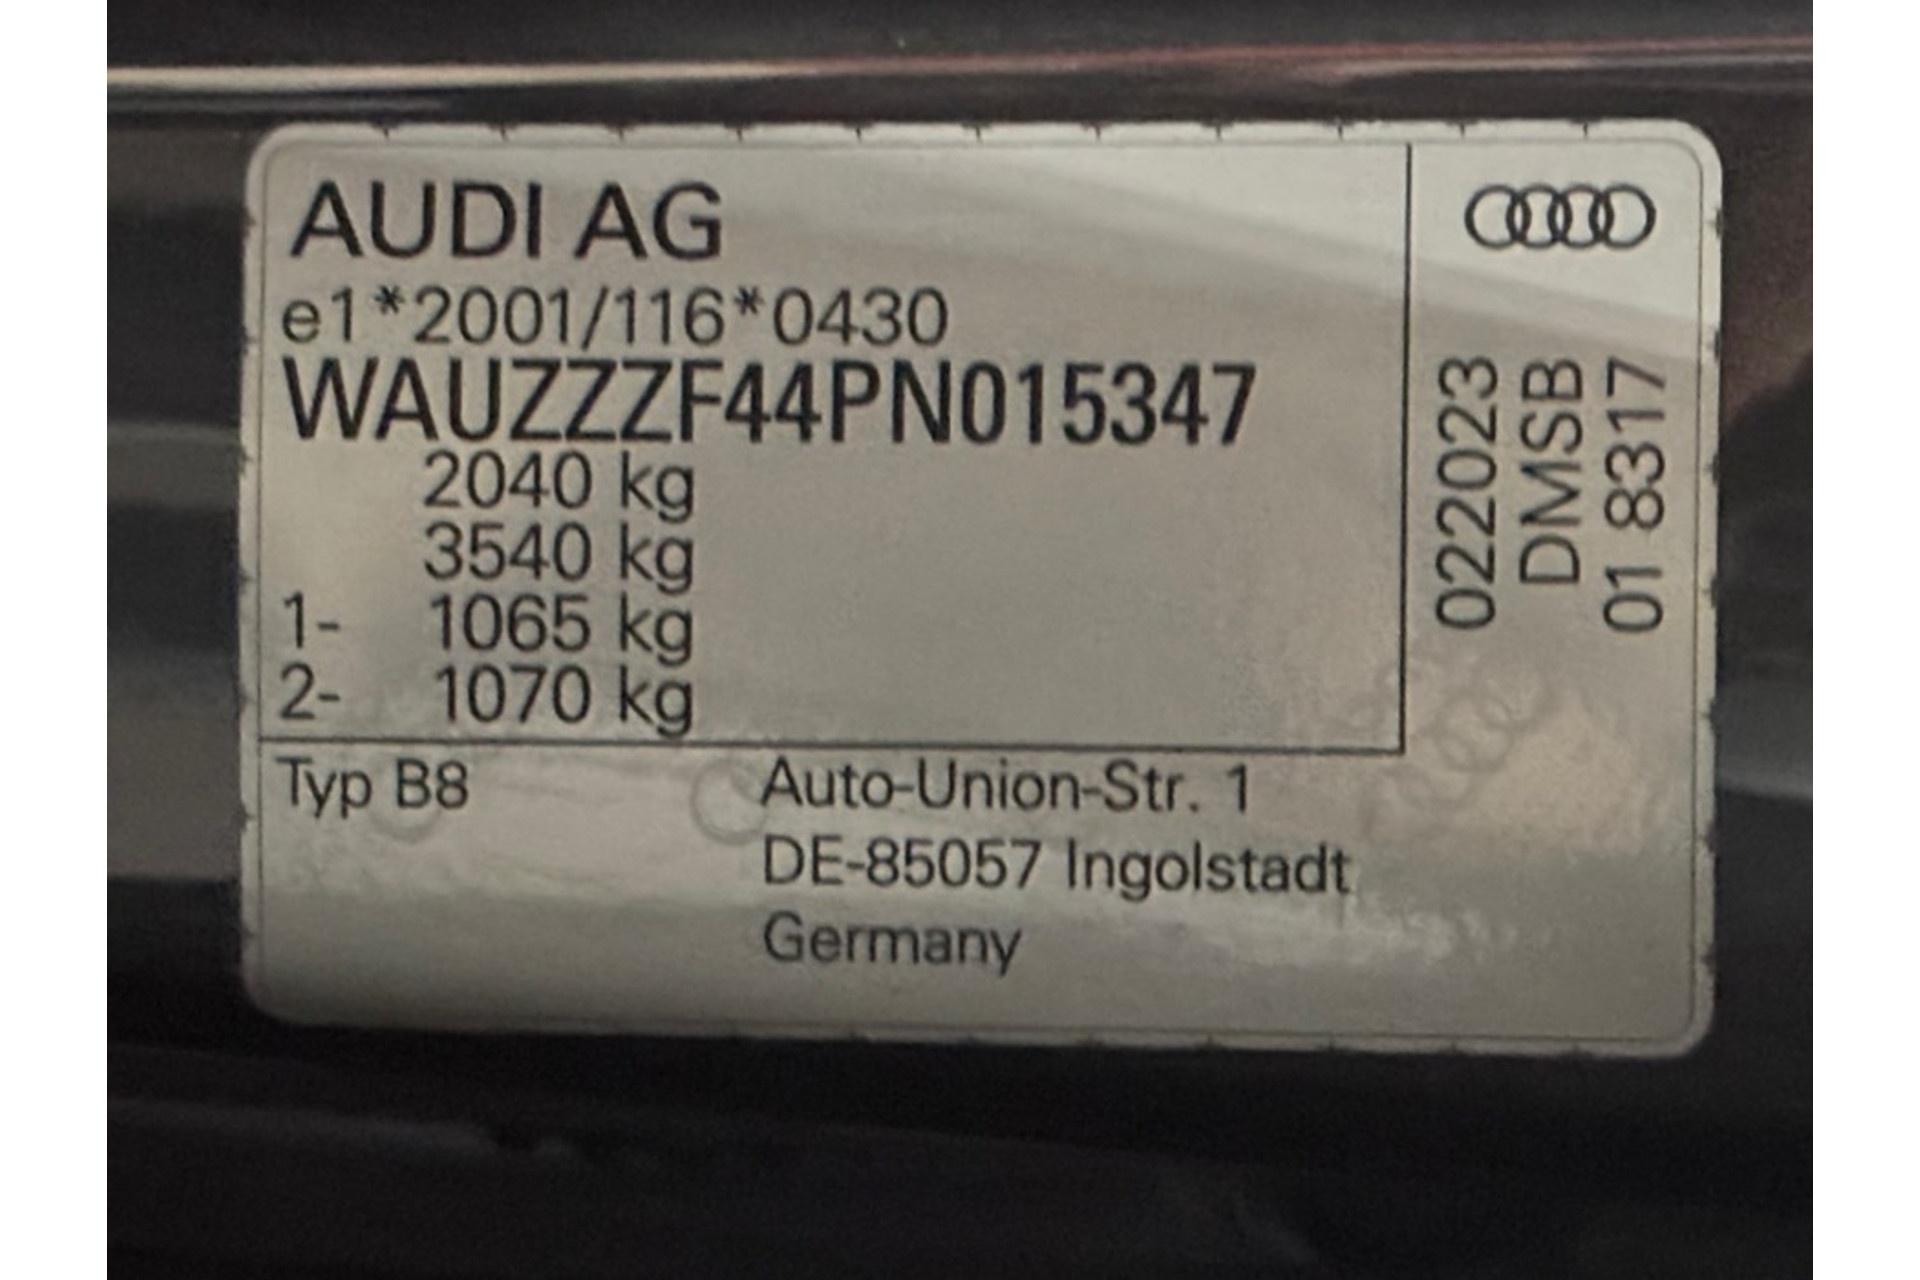 AUDI AG
e1*2001/116*0430
WAUZZZF44PN015347
2040 kg
3540 kg
1- 1065 kg
2- 1070 kg
Typ B8
Auto-Union-Str. 1
DE-85057 Ingolstadt
Germany
022023
DMSB
01 8317